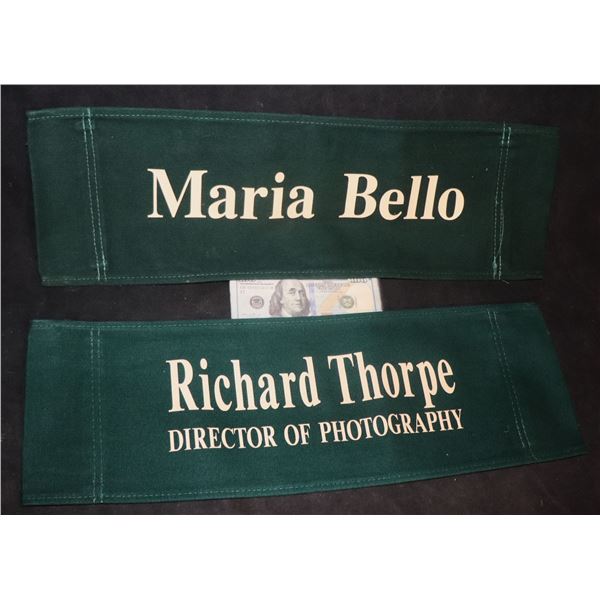 Maria Bello
Richard Thorpe
DIRECTOR OF PHOTOGRAPHY